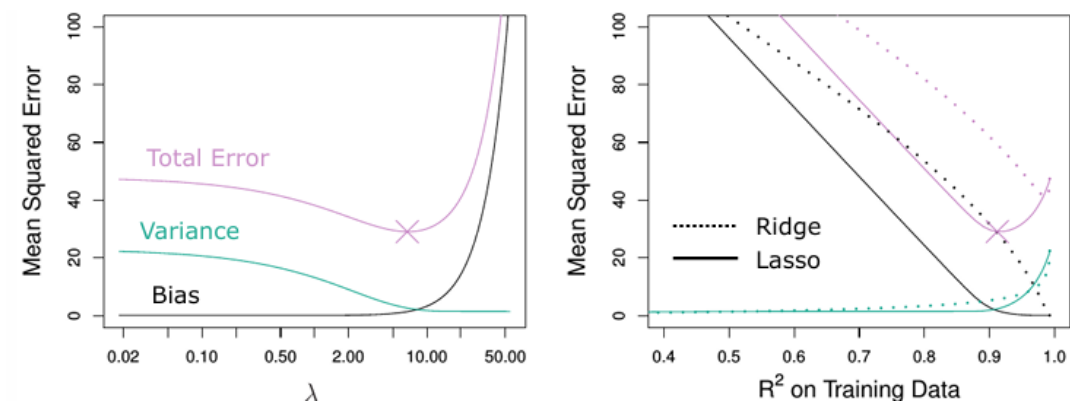 Mean Squared Error
100
80
60
40
20
0
Total Error
Variance
Bias
0.02 0.10 0.50 2.00 10.00 50.00
λ
Mean Squared Error
100
80
60
40
20
0
Ridge
Lasso
0.4 0.5 0.6 0.7 0.8 0.9 1.0
R² on Training Data